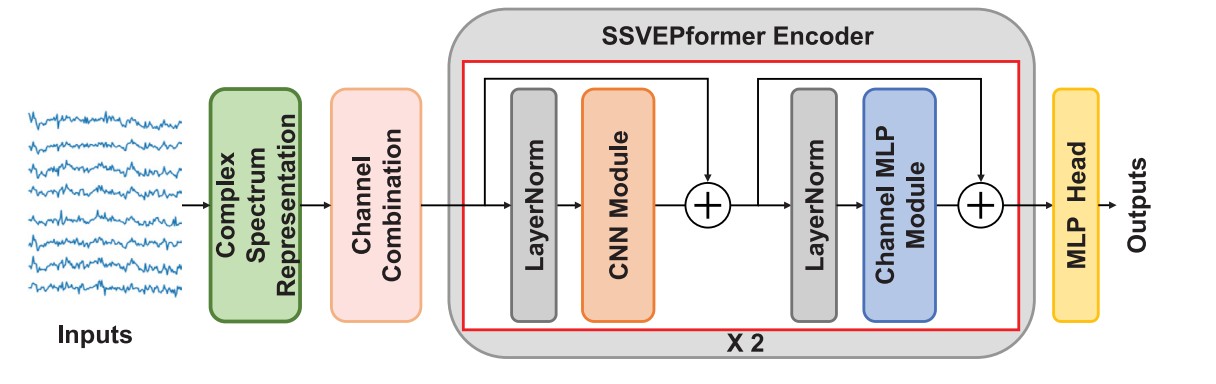 SSVEPformer Encoder
Inputs
Complex
Spectrum
Representation
Channel
Combination
LayerNorm
CNN Module
LayerNorm
Channel MLP
Module
X 2
MLP Head
Outputs